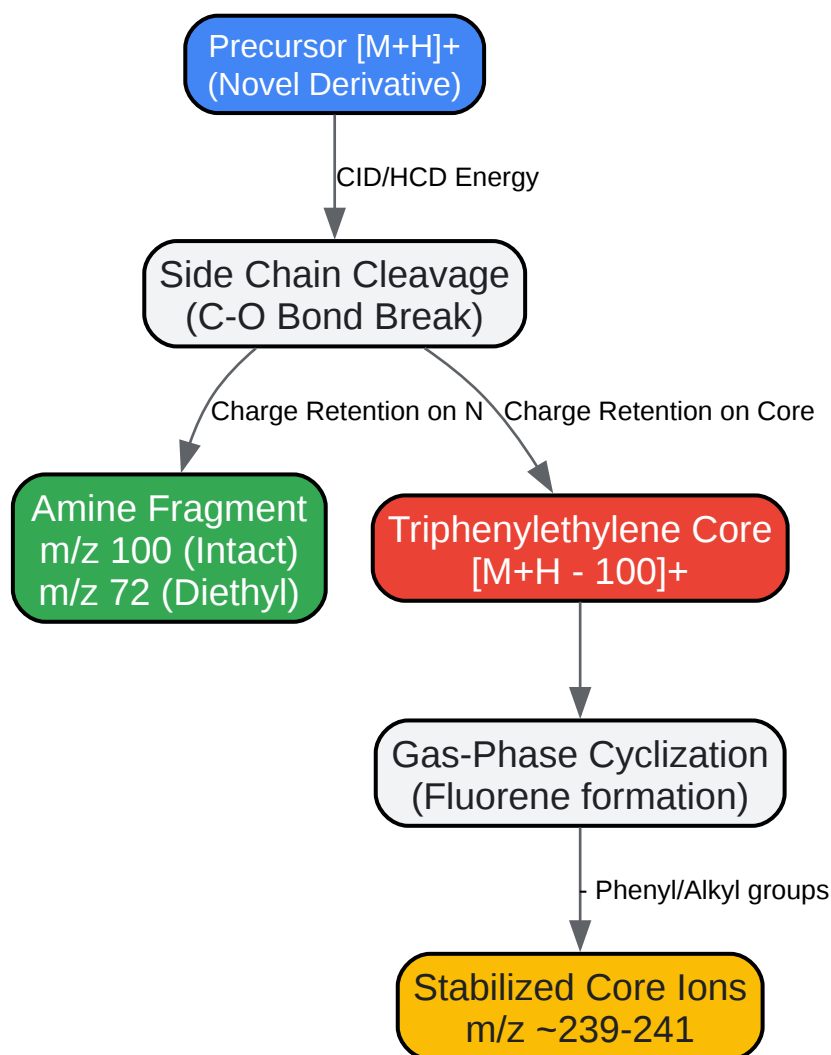 Precursor [M+H]+
(Novel Derivative)
CID/HCD Energy
Side Chain Cleavage
(C-O Bond Break)
Charge Retention on N
Charge Retention on Core
Amine Fragment
m/z 100 (Intact)
m/z 72 (Diethyl)
Triphenylethylene Core
[M+H - 100]+
Gas-Phase Cyclization
(Fluorene formation)
- Phenyl/Alkyl groups
Stabilized Core Ions
m/z ~239-241